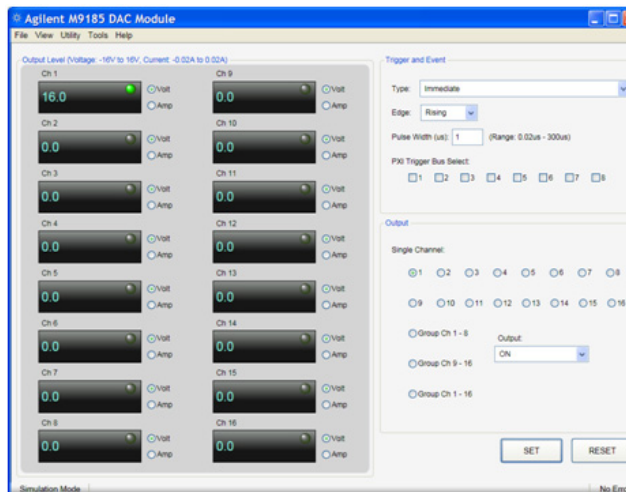 Agilent M9185 DAC Module
File View Utility Tools Help
Output Level (Voltage: -16V to 16V, Current: -0.02A to 0.02A)
Ch 1
16.0
Volt
Amp
Ch 2
0.0
Volt
Amp
Ch 3
0.0
Volt
Amp
Ch 4
0.0
Volt
Amp
Ch 5
0.0
Volt
Amp
Ch 6
0.0
Volt
Amp
Ch 7
0.0
Volt
Amp
Ch 8
0.0
Volt
Amp
Ch 9
0.0
Volt
Amp
Ch 10
0.0
Volt
Amp
Ch 11
0.0
Volt
Amp
Ch 12
0.0
Volt
Amp
Ch 13
0.0
Volt
Amp
Ch 14
0.0
Volt
Amp
Ch 15
0.0
Volt
Amp
Ch 16
0.0
Volt
Amp
Trigger and Event
Type: Immediate
Edge: Rising
Pulse Width (us): 1 (Range: 0.02us - 300us)
PXI Trigger Bus Select:
1 2 3 4 5 6 7 8
Output
Single Channel:
1 2 3 4 5 6 7 8
9 10 11 12 13 14 15 16
Group Ch 1 - 8
Output:
ON
Group Ch 9 - 16
Group Ch 1 - 16
SET RESET
Simulation Mode
No Erro